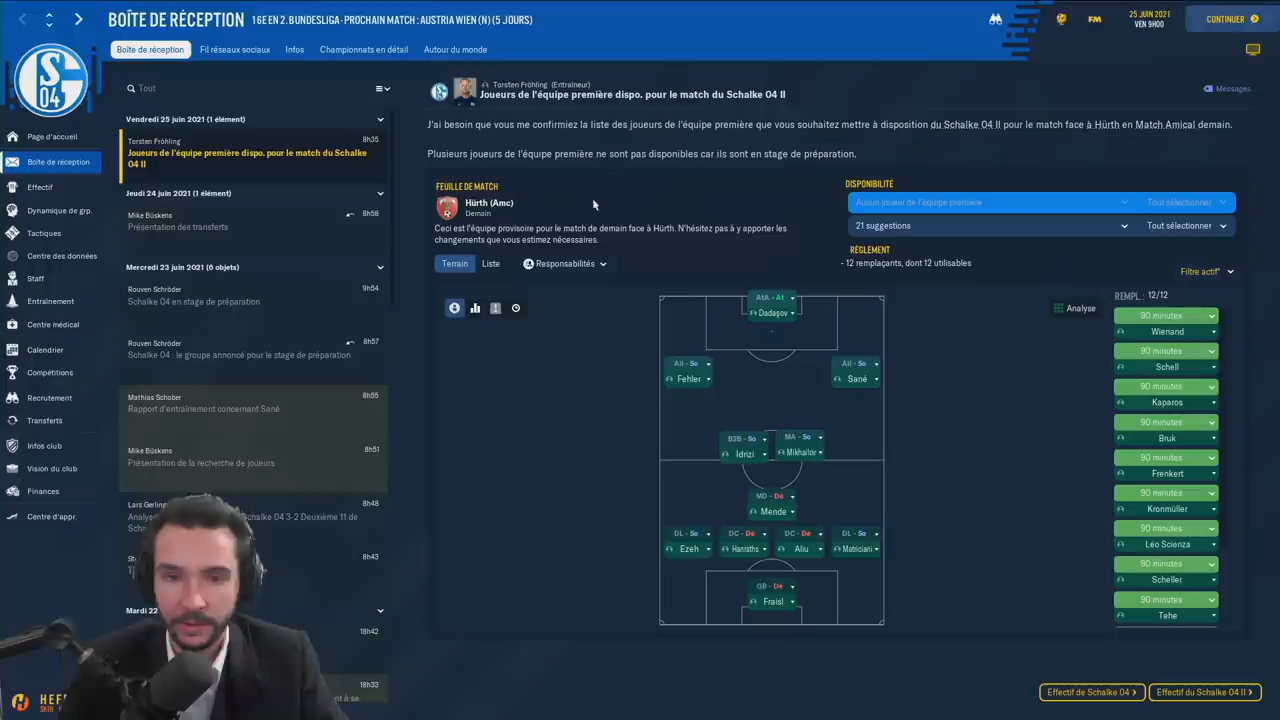 BOÎTE DE RÉCEPTION
16E EN 2. BUNDESLIGA - PROCHAIN MATCH : AUSTRIA WIEN (N) (5 JOURS)
FM
25 JUIN 2021
VEN 9H00
CONTINUER
Boîte de réception
Fil réseaux sociaux
Infos
Championnats en détail
Autour du monde
S
04
Page d'accueil
Boîte de réception
Effectif
Dynamique de grp.
Tactiques
Centre des données
Staff
Entraînement
Centre médical
Calendrier
Compétitions
Recrutement
Transferts
Infos club
Vision du club
Finances
Centre d'appr.
Tout
Vendredi 25 juin 2021 (1 élément)
Torsten Fröhling
8h35
Joueurs de l'équipe première dispo. pour le match du Schalke 04 II
Jeudi 24 juin 2021 (1 élément)
Mike Büskens
8h58
Présentation des transferts
Mercredi 23 juin 2021 (6 objets)
Rouven Schröder
9h54
Schalke 04 en stage de préparation
Rouven Schröder
8h57
Schalke 04 : le groupe annoncé pour le stage de préparation
Mathias Schober
8h55
Rapport d'entraînement concernant Sané
Mike Büskens
8h51
Présentation de la recherche de joueurs
Lars Gerling
8h48
chalke 04 3-2 Deuxième 11 de
8h43
Mardi 22
18h42
18h33
Torsten Fröhling (Entraîneur)
Joueurs de l'équipe première dispo. pour le match du Schalke 04 II
Messages
J'ai besoin que vous me confirmiez la liste des joueurs de l'équipe première que vous souhaitez mettre à disposition du Schalke 04 II pour le match face à Hürth en Match Amical demain.
Plusieurs joueurs de l'équipe première ne sont pas disponibles car ils sont en stage de préparation.
FEUILLE DE MATCH
Hürth (Amc)
Demain
Ceci est l'équipe provisoire pour le match de demain face à Hürth. N'hésitez pas à y apporter les
changements que vous estimez nécessaires.
DISPONIBILITÉ
Aucun joueur de l'équipe première
Tout sélectionner
21 suggestions
Tout sélectionner
RÈGLEMENT
- 12 remplaçants, dont 12 utilisables
Filtre actif*
Terrain
Liste
Responsabilités
Analyse
AtA - At
Dadaşov
Ail - So
Fehler
Ail - So
Sané
B2B - So
Idrizi
MA - So
Mikhailov
MD - Dé
Mende
DL - So
Ezeh
DC - Dé
DC - Dé
Aliu
DL - So
Matriciani
GB - Dé
Fraisl
REMPL. : 12/12
90 minutes
Wienand
90 minutes
Schell
90 minutes
Kaparos
90 minutes
Bruk
90 minutes
Frenkert
90 minutes
Kronmüller
90 minutes
Léo Scienza
90 minutes
Scheller
90 minutes
Tehe
Effectif de Schalke 04
Effectif du Schalke 04 II